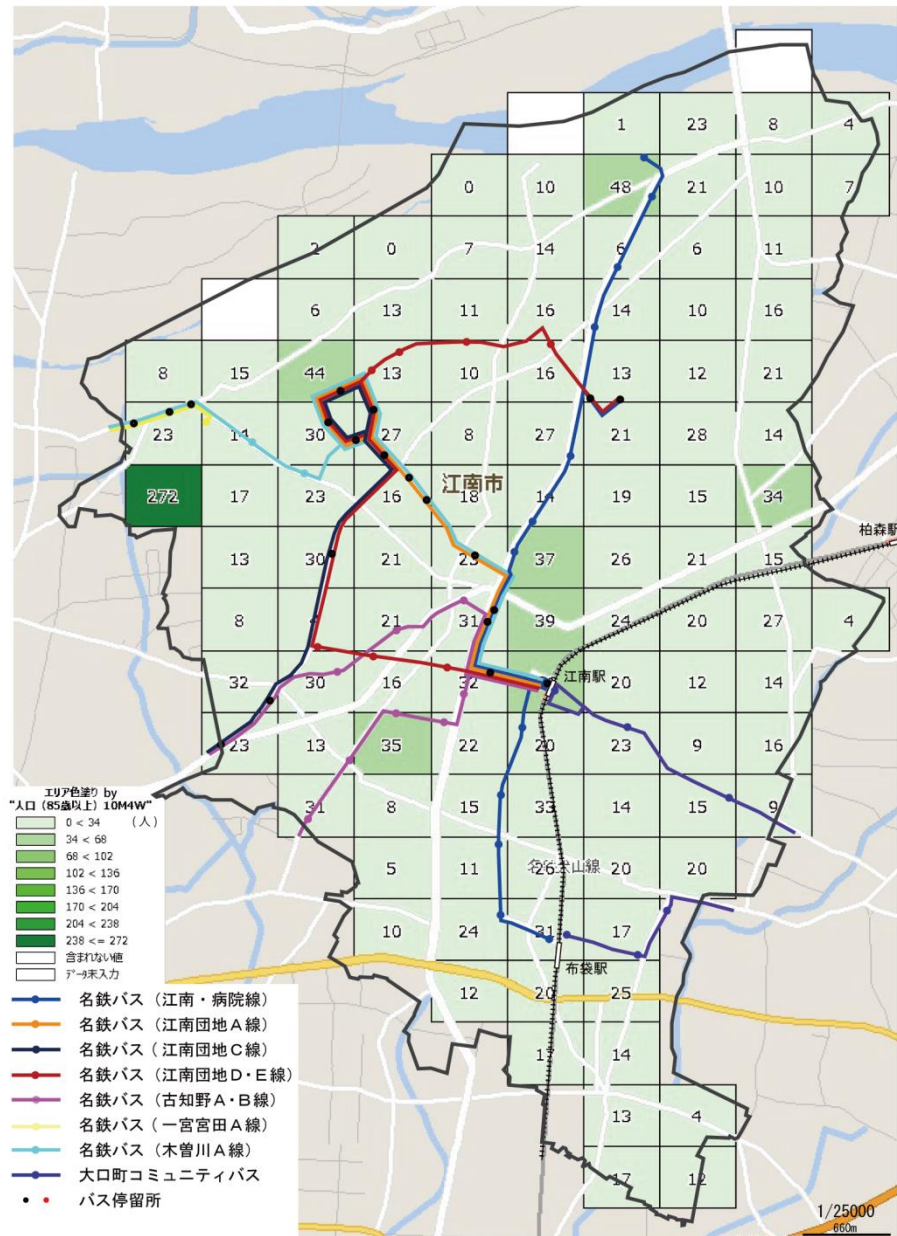 1 23 8 4
0 10 48 21 10 7
2 0 7 14 6 6 11
6 13 11 16 14 10 16
8 15 44 13 10 16 13 12 21
23 14 30 27 8 27 21 28 14
江南市
272 17 23 16 18 14 19 15 34
柏森駅
13 30 21 23 37 26 21 15
8 4 21 31 39 24 20 27 4
江南駅
32 30 16 32 20 12 14
23 13 35 22 20 23 9 16
31 8 15 33 14 15 9
5 11 26 20 20
名鉄犬山線
10 24 31 17
布袋駅
12 20 25
14
13 4
17 12
エリア色塗り by
"人口(85歳以上)10M4W"
(人)
0 < 34
34 < 68
68 < 102
102 < 136
136 < 170
170 < 204
204 < 238
238 <= 272
含まれない値
データ未入力
名鉄バス(江南・病院線)
名鉄バス(江南団地A線)
名鉄バス(江南団地C線)
名鉄バス(江南団地D・E線)
名鉄バス(古知野A・B線)
名鉄バス(一宮宮田A線)
名鉄バス(木曽川A線)
大口町コミュニティバス
バス停留所
1/25000
660m